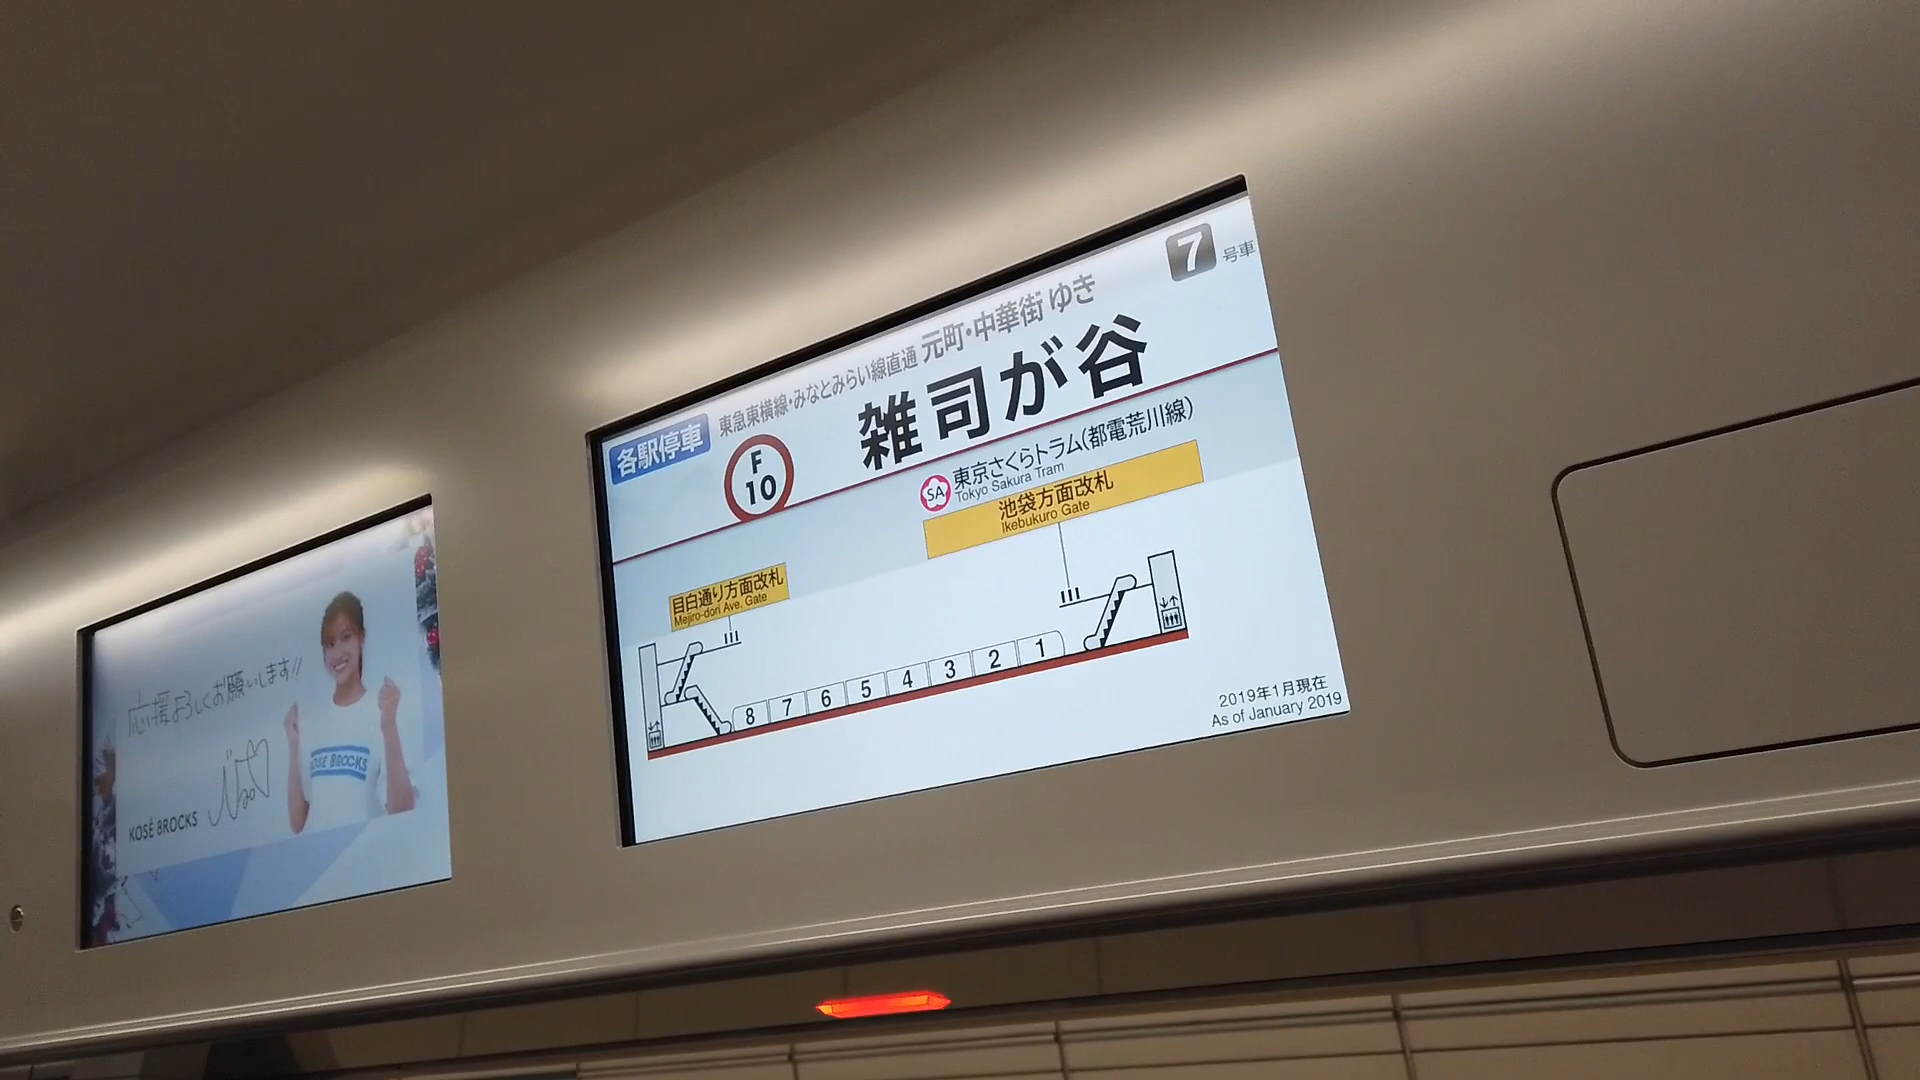 応援よろしくお願いします!!
KOSÉ 8ROCKS
KOSE 8ROCKS
7 号車
各駅停車 東急東横線・みなとみらい線直通 元町・中華街 ゆき
F
10
雑司が谷
SA 東京さくらトラム(都電荒川線)
Tokyo Sakura Tram
池袋方面改札
Ikebukuro Gate
目白通り方面改札
Mejiro-dori Ave. Gate
8 7 6 5 4 3 2 1
2019年1月現在
As of January 2019